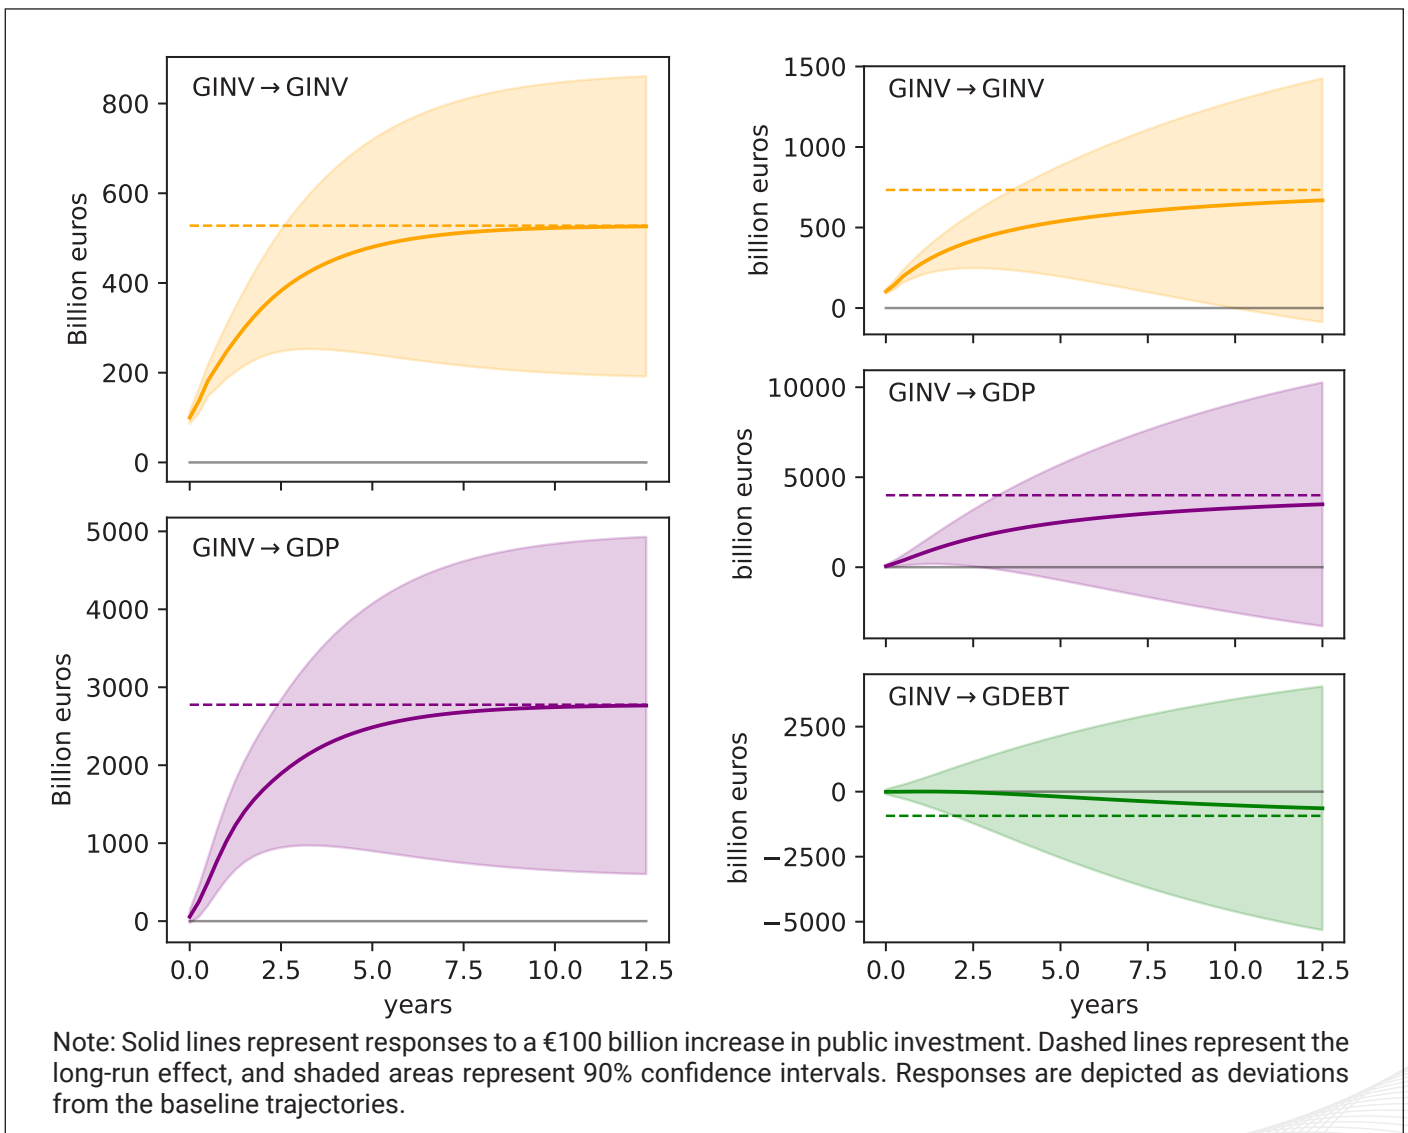 GINV → GINV
800
600
400
200
0
Billion euros
GINV → GDP
5000
4000
3000
2000
1000
0
Billion euros
0.0 2.5 5.0 7.5 10.0 12.5
years
GINV → GINV
1500
1000
500
0
billion euros
GINV → GDP
10000
5000
0
billion euros
GINV → GDEBT
2500
0
−2500
−5000
billion euros
0.0 2.5 5.0 7.5 10.0 12.5
years
Note: Solid lines represent responses to a €100 billion increase in public investment. Dashed lines represent the
long-run effect, and shaded areas represent 90% confidence intervals. Responses are depicted as deviations
from the baseline trajectories.